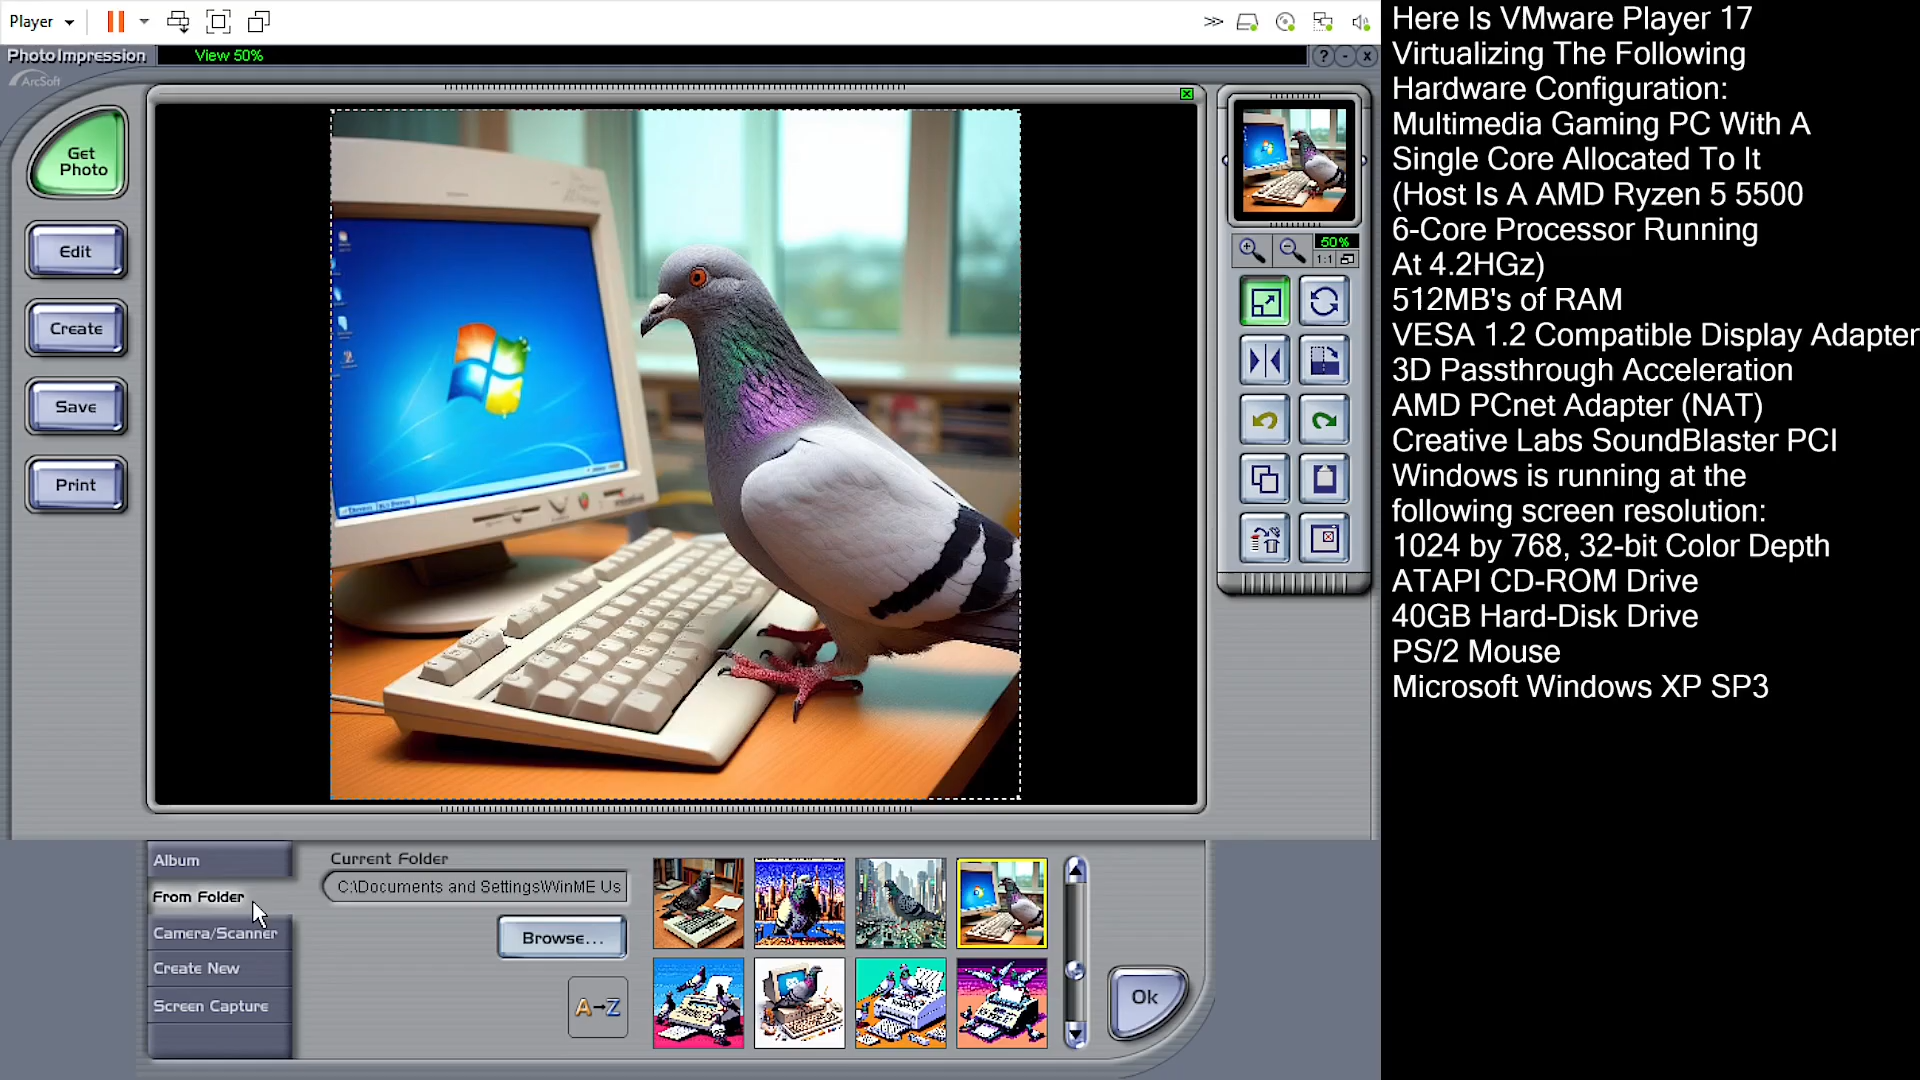 Player
PhotoImpression
View 50%
ArcSoft
Get
Photo
Edit
Create
Save
Print
50%
1:1
Album
From Folder
Camera/Scanner
Create New
Screen Capture
Current Folder
C:\Documents and Settings\WinME Us
Browse...
A→Z
Ok
Here Is VMware Player 17
Virtualizing The Following
Hardware Configuration:
Multimedia Gaming PC With A
Single Core Allocated To It
(Host Is A AMD Ryzen 5 5500
6-Core Processor Running
At 4.2HGz)
512MB's of RAM
VESA 1.2 Compatible Display Adapter
3D Passthrough Acceleration
AMD PCnet Adapter (NAT)
Creative Labs SoundBlaster PCI
Windows is running at the
following screen resolution:
1024 by 768, 32-bit Color Depth
ATAPI CD-ROM Drive
40GB Hard-Disk Drive
PS/2 Mouse
Microsoft Windows XP SP3